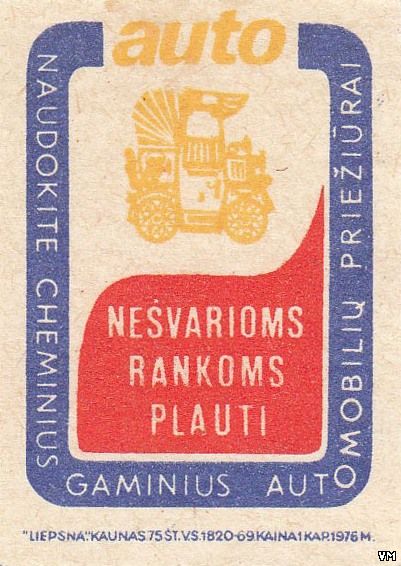 auto
NAUDOKITE CHEMINIUS GAMINIUS AUTOMOBILIŲ PRIEŽIŪRAI
NEŠVARIOMS
RANKOMS
PLAUTI
"LIEPSNA". KAUNAS. 75 ŠT. V.S. 1820-69. KAINA 1 KAP. 1976 M.
VM